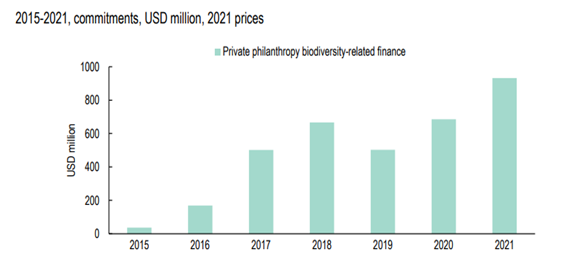 2015-2021, commitments, USD million, 2021 prices
Private philanthropy biodiversity-related finance
1000
800
600
400
200
0
USD million
2015 2016 2017 2018 2019 2020 2021